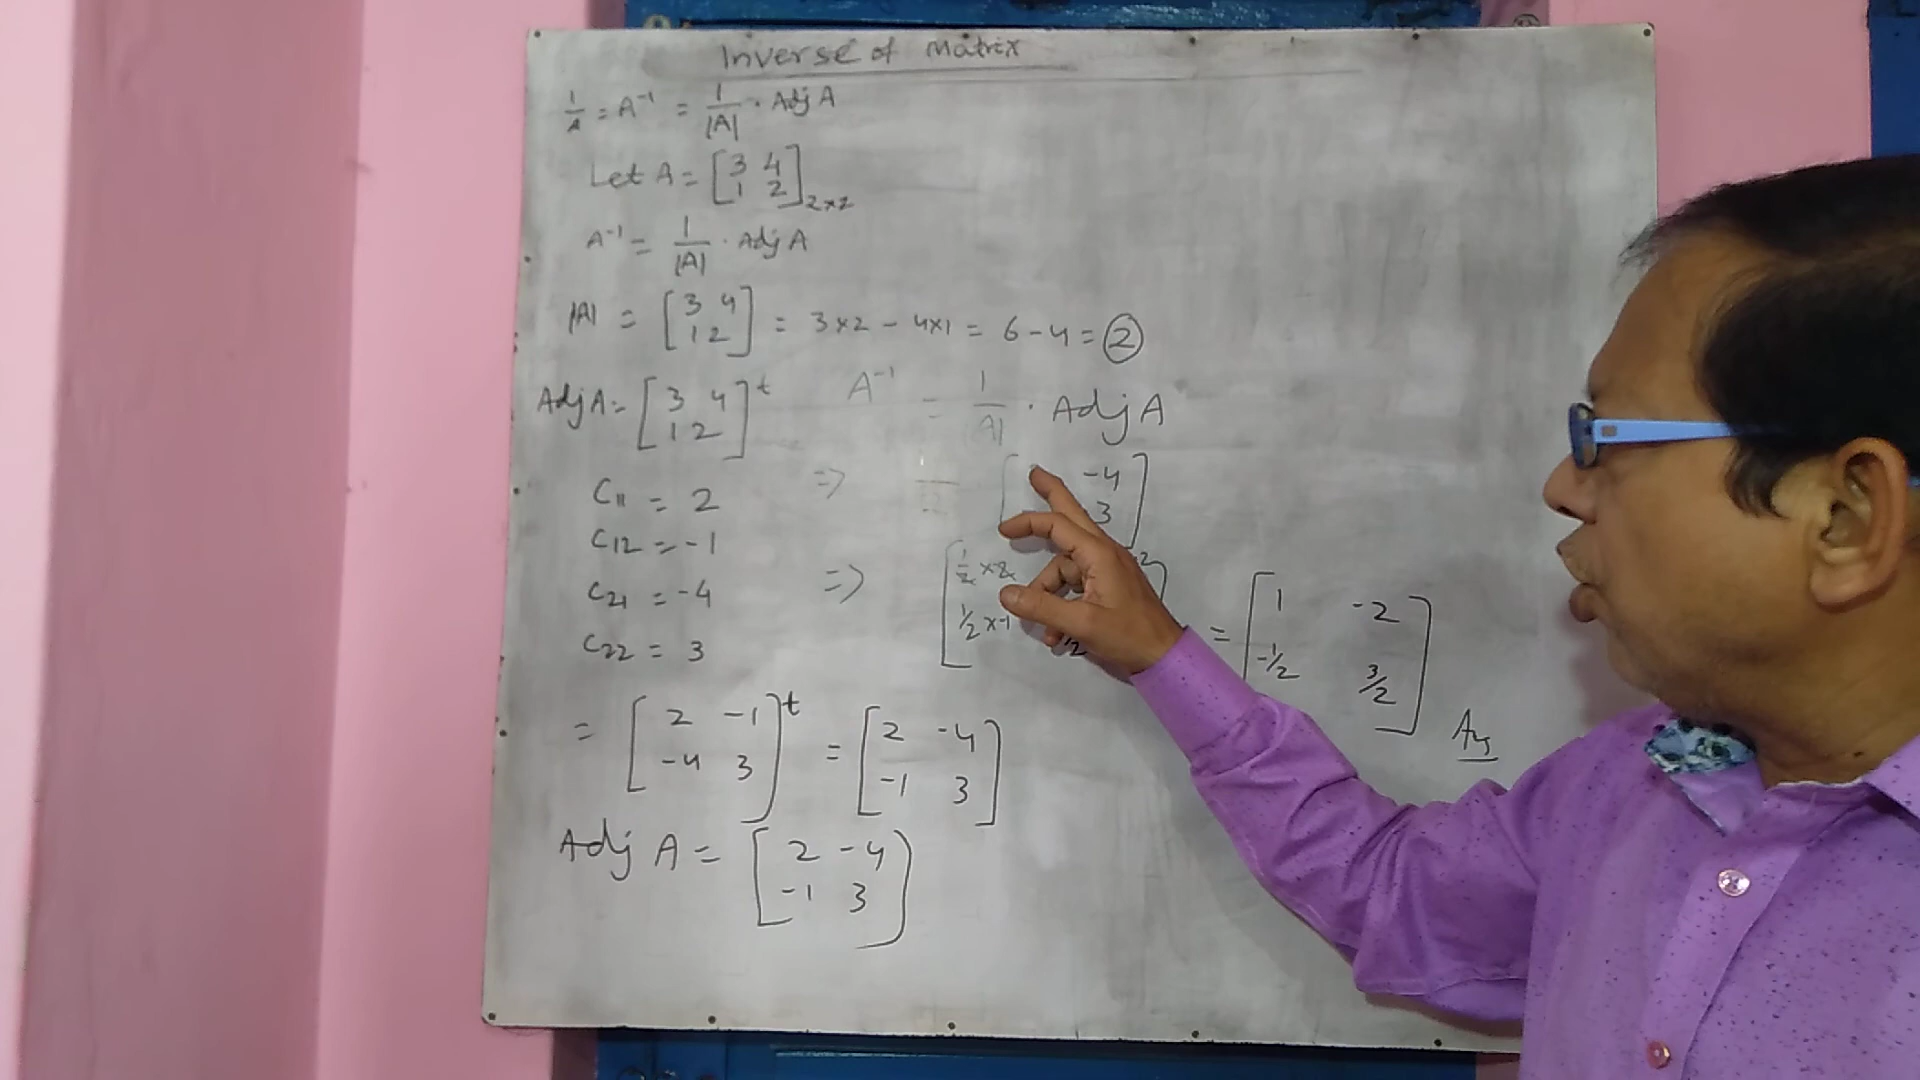 Inverse of Matrix
1/A = A⁻¹ = 1/|A| · Adj A
Let A = [3 4
1 2]₂ₓ₂
A⁻¹ = 1/|A| · Adj A
|A| = [3 4
1 2] = 3×2 - 4×1 = 6-4 = 2
Adj A = [3 4
1 2]ᵗ
C₁₁ = 2
C₁₂ = -1
C₂₁ = -4
C₂₂ = 3
= [2 -1
-4 3]ᵗ = [2 -4
-1 3]
Adj A = [2 -4
-1 3]
A⁻¹ = 1/|A| · Adj A
=> [-4
3]
=> [1/2 ×2
1/2 ×-1
= [1 -2
-1/2 3/2]
Ans